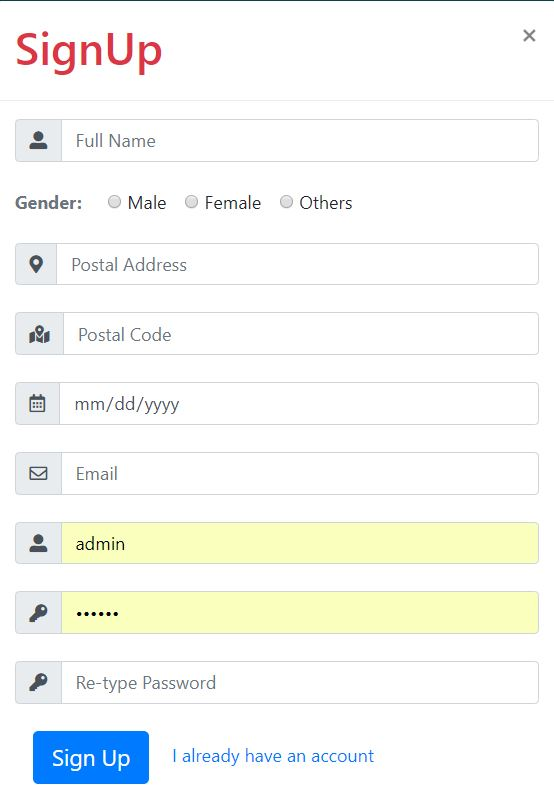 SignUp ×
Full Name
Gender: Male Female Others
Postal Address
Postal Code
mm/dd/yyyy
Email
admin
••••••
Re-type Password
Sign Up I already have an account